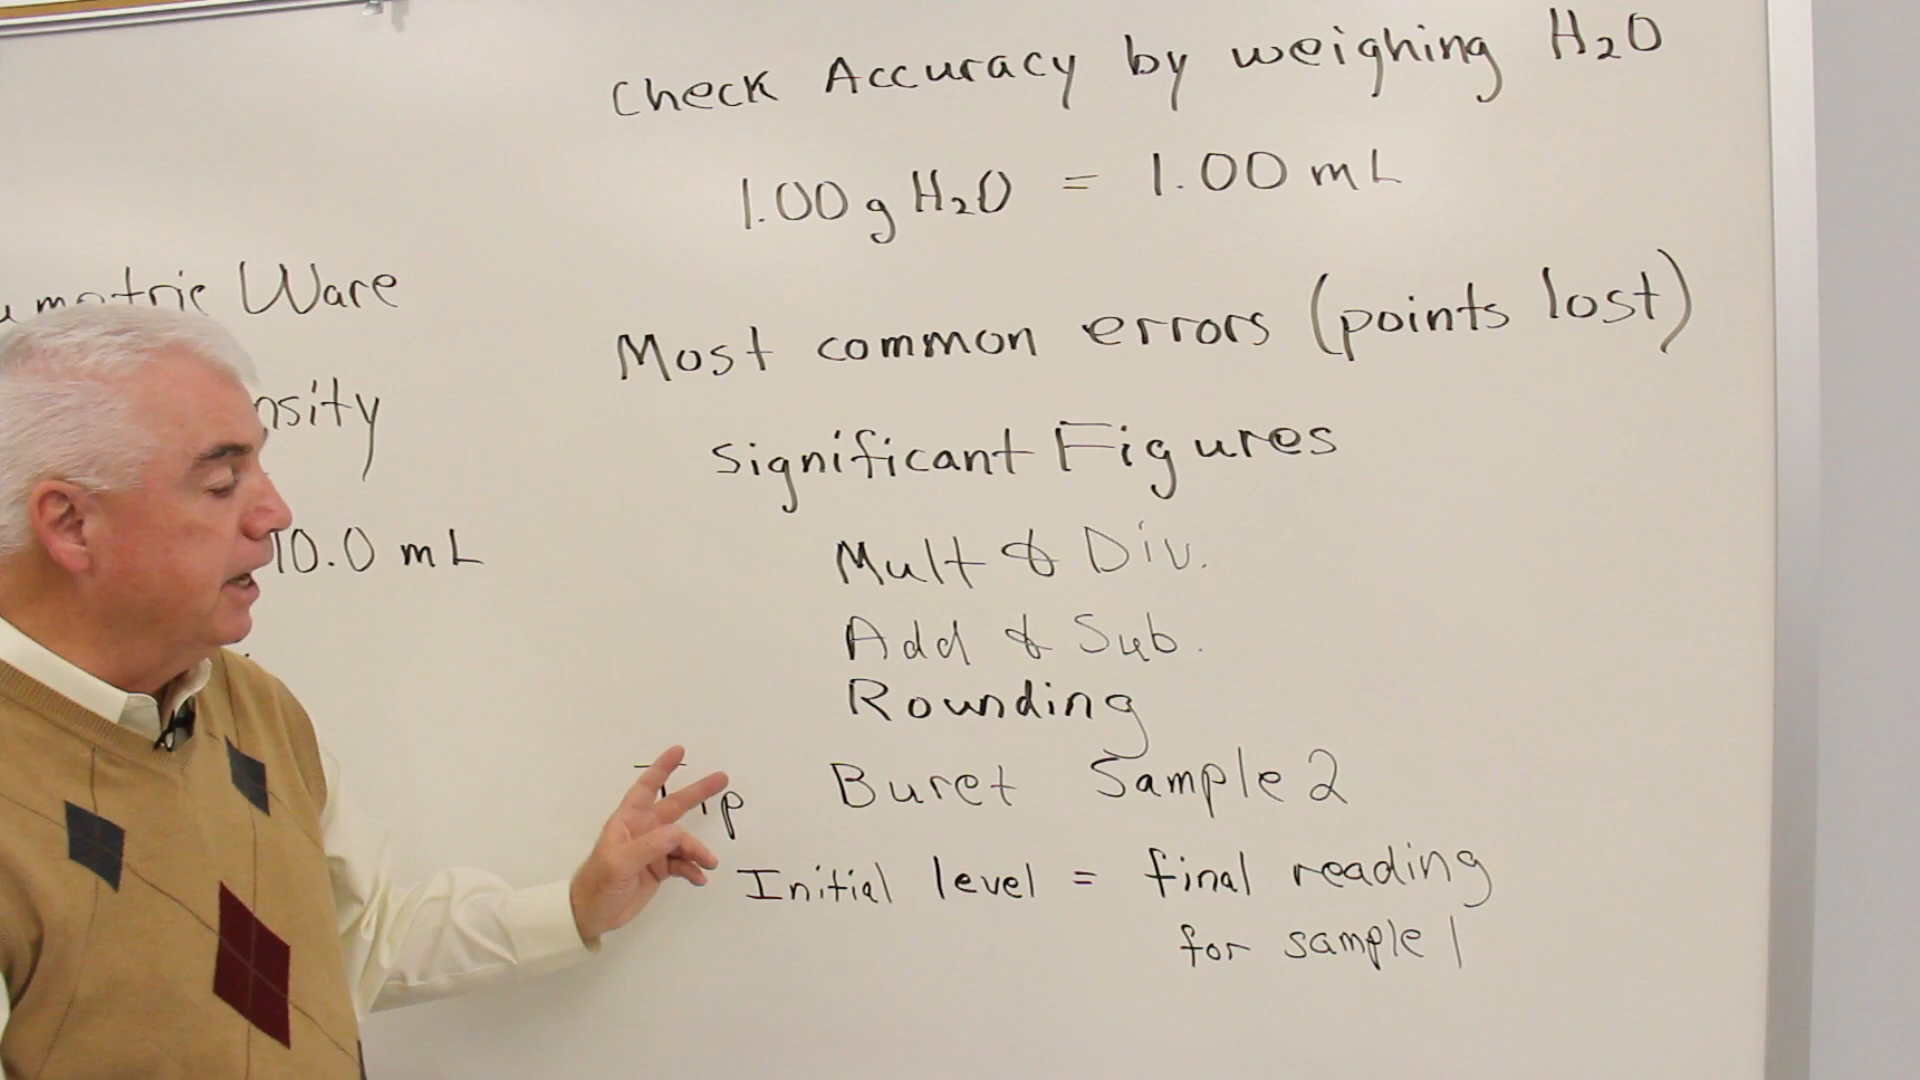 Ware
10.0 mL
Check Accuracy by weighing H₂O
1.00 g H₂O = 1.00 mL
Most common errors (points lost)
Significant Figures
Mult & Div.
Add & Sub.
Rounding
Buret Sample 2
Initial level = final reading
for sample 1